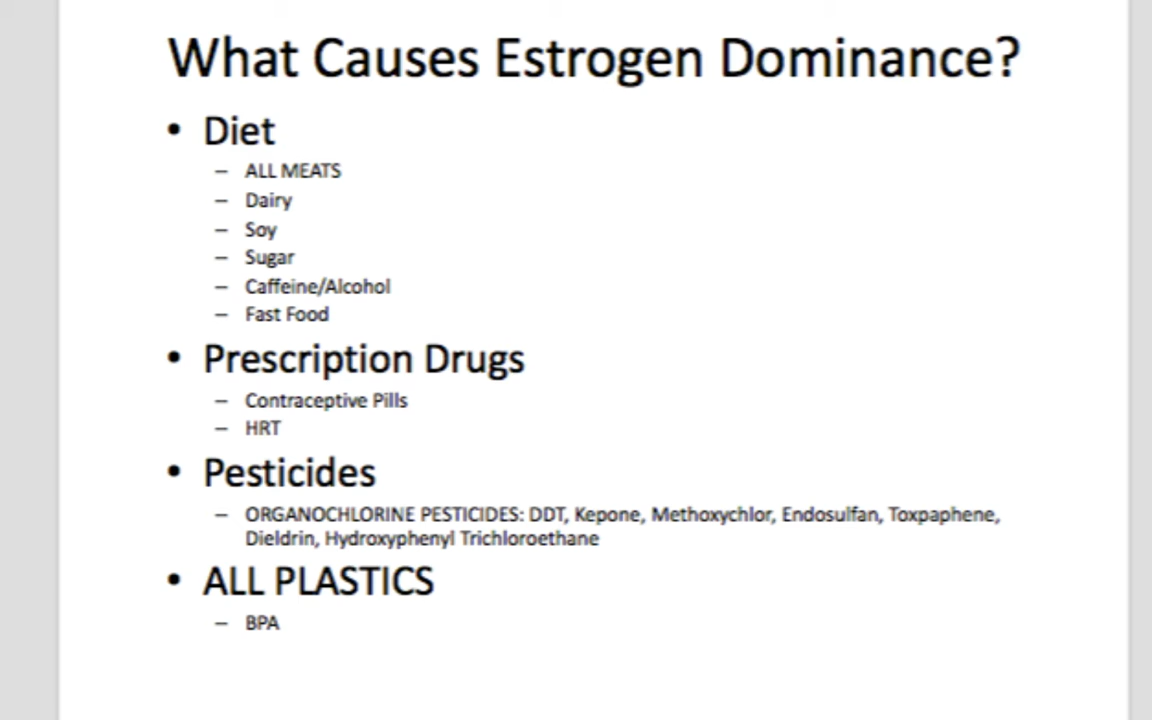 What Causes Estrogen Dominance?
• Diet
– ALL MEATS
– Dairy
– Soy
– Sugar
– Caffeine/Alcohol
– Fast Food
• Prescription Drugs
– Contraceptive Pills
– HRT
• Pesticides
– ORGANOCHLORINE PESTICIDES: DDT, Kepone, Methoxychlor, Endosulfan, Toxpaphene,
Dieldrin, Hydroxyphenyl Trichloroethane
• ALL PLASTICS
– BPA